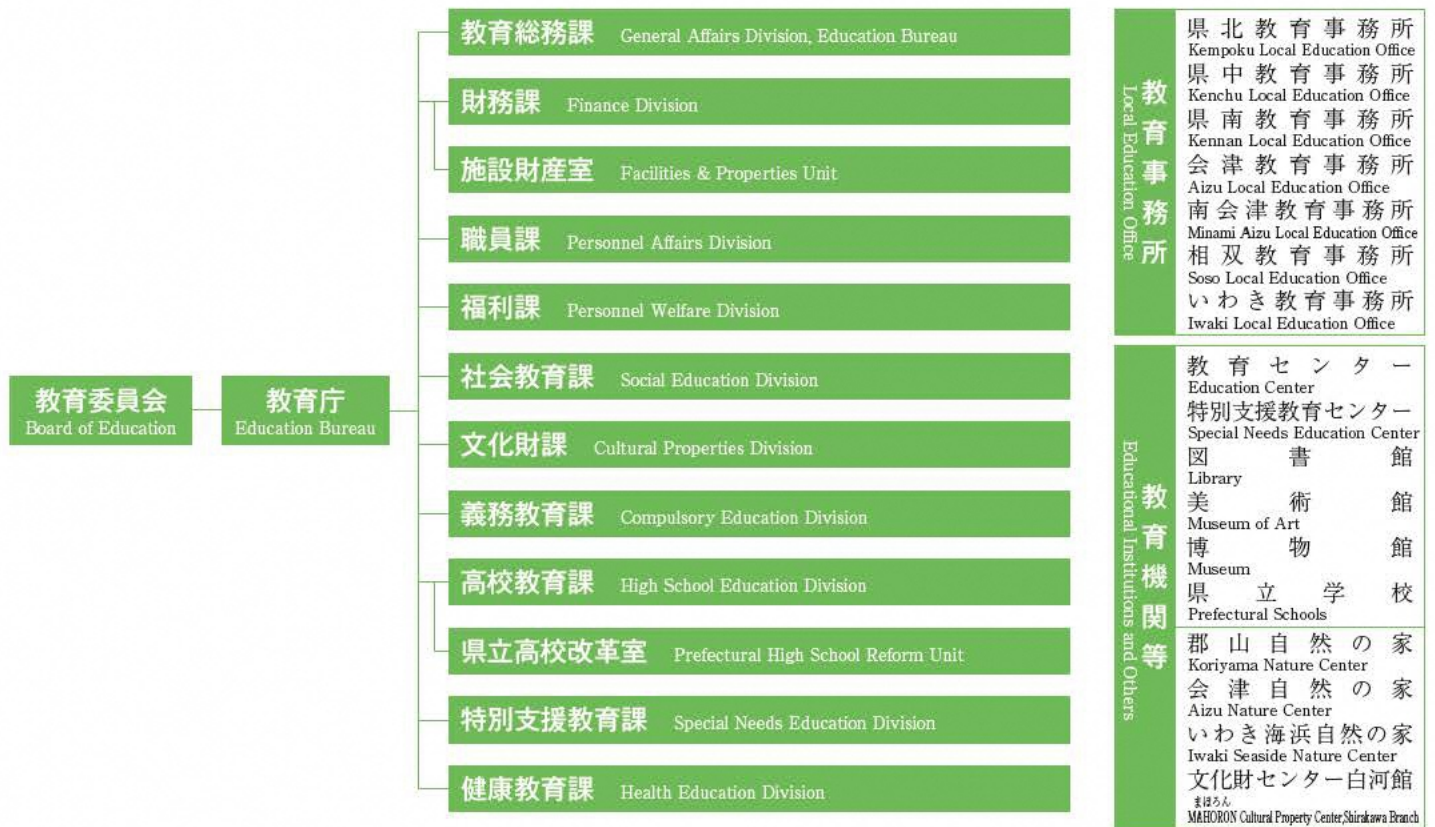 教育委員会
Board of Education
教育庁
Education Bureau
教育総務課 General Affairs Division, Education Bureau
財務課 Finance Division
施設財産室 Facilities & Properties Unit
職員課 Personnel Affairs Division
福利課 Personnel Welfare Division
社会教育課 Social Education Division
文化財課 Cultural Properties Division
義務教育課 Compulsory Education Division
高校教育課 High School Education Division
県立高校改革室 Prefectural High School Reform Unit
特別支援教育課 Special Needs Education Division
健康教育課 Health Education Division
教育事務所
Local Education Office
県北教育事務所
Kempoku Local Education Office
県中教育事務所
Kenchu Local Education Office
県南教育事務所
Kennan Local Education Office
会津教育事務所
Aizu Local Education Office
南会津教育事務所
Minami Aizu Local Education Office
相双教育事務所
Soso Local Education Office
いわき教育事務所
Iwaki Local Education Office
教育機関等
Educational Institutions and Others
教育センター
Education Center
特別支援教育センター
Special Needs Education Center
図書館
Library
美術館
Museum of Art
博物館
Museum
県立学校
Prefectural Schools
郡山自然の家
Koriyama Nature Center
会津自然の家
Aizu Nature Center
いわき海浜自然の家
Iwaki Seaside Nature Center
文化財センター白河館
まほろん
MAHORON Cultural Property Center,Shirakawa Branch